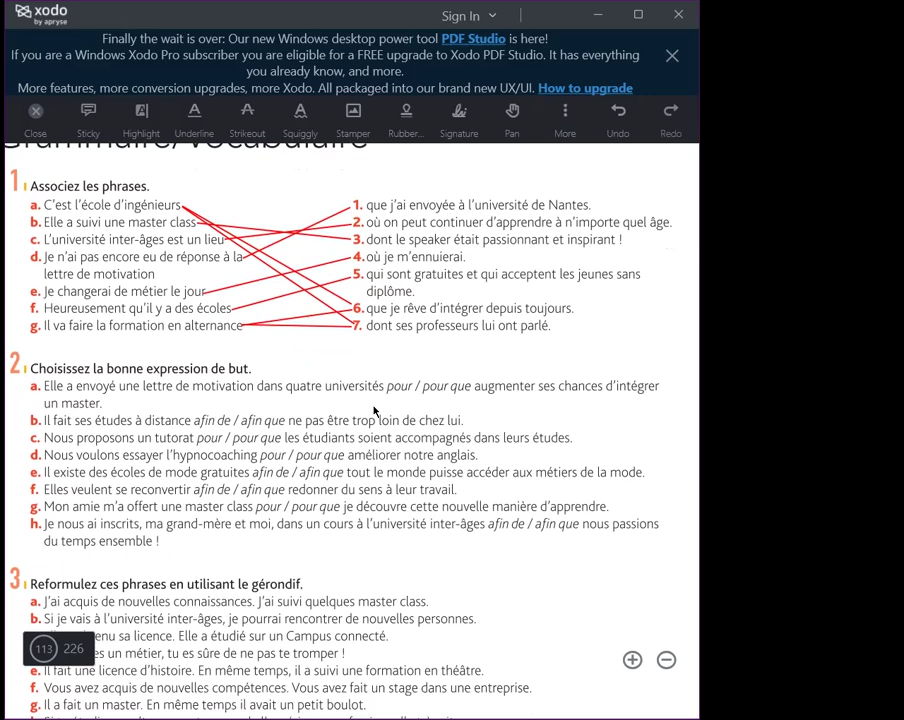 xodo
by apryse
Sign In
Finally the wait is over: Our new Windows desktop power tool PDF Studio is here!
If you are a Windows Xodo Pro subscriber you are eligible for a FREE upgrade to Xodo PDF Studio. It has everything
you already know, and more.
More features, more conversion upgrades, more Xodo. All packaged into our brand new UX/UI. How to upgrade
Close Sticky Highlight Underline Strikeout Squiggly Stamper Rubber... Signature Pan More Undo Redo
Grammaire/Vocabulaire
1 Associez les phrases.
a. C'est l'école d'ingénieurs
b. Elle a suivi une master class
c. L'université inter-âges est un lieu
d. Je n'ai pas encore eu de réponse à la
lettre de motivation
e. Je changerai de métier le jour
f. Heureusement qu'il y a des écoles
g. Il va faire la formation en alternance
1. que j'ai envoyée à l'université de Nantes.
2. où on peut continuer d'apprendre à n'importe quel âge.
3. dont le speaker était passionnant et inspirant !
4. où je m'ennuierai.
5. qui sont gratuites et qui acceptent les jeunes sans
diplôme.
6. que je rêve d'intégrer depuis toujours.
7. dont ses professeurs lui ont parlé.
2 Choisissez la bonne expression de but.
a. Elle a envoyé une lettre de motivation dans quatre universités pour / pour que augmenter ses chances d'intégrer
un master.
b. Il fait ses études à distance afin de / afin que ne pas être trop loin de chez lui.
c. Nous proposons un tutorat pour / pour que les étudiants soient accompagnés dans leurs études.
d. Nous voulons essayer l'hypnocoaching pour / pour que améliorer notre anglais.
e. Il existe des écoles de mode gratuites afin de / afin que tout le monde puisse accéder aux métiers de la mode.
f. Elles veulent se reconvertir afin de / afin que redonner du sens à leur travail.
g. Mon amie m'a offert une master class pour / pour que je découvre cette nouvelle manière d'apprendre.
h. Je nous ai inscrits, ma grand-mère et moi, dans un cours à l'université inter-âges afin de / afin que nous passions
du temps ensemble !
3 Reformulez ces phrases en utilisant le gérondif.
a. J'ai acquis de nouvelles connaissances. J'ai suivi quelques master class.
b. Si je vais à l'université inter-âges, je pourrai rencontrer de nouvelles personnes.
sa licence. Elle a étudié sur un Campus connecté.
un métier, tu es sûre de ne pas te tromper !
e. Il fait une licence d'histoire. En même temps, il a suivi une formation en théâtre.
f. Vous avez acquis de nouvelles compétences. Vous avez fait un stage dans une entreprise.
g. Il a fait un master. En même temps il avait un petit boulot.
113 226